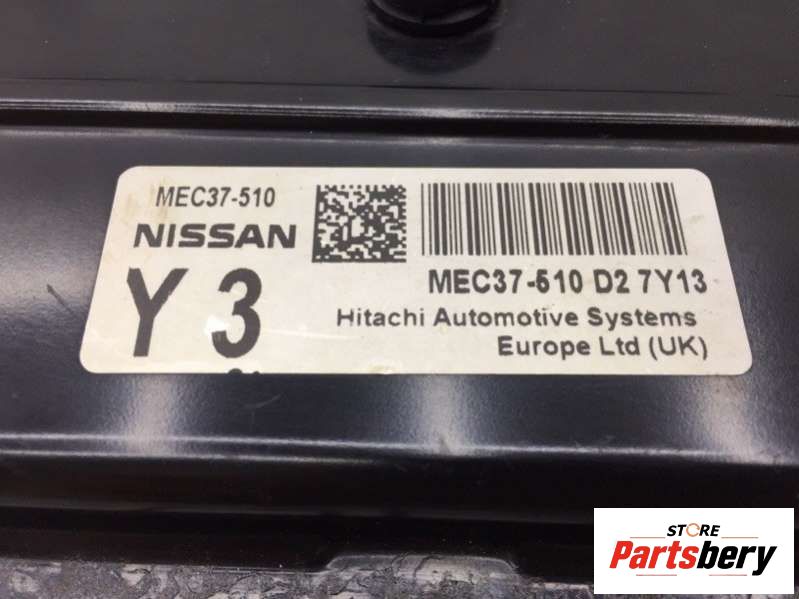 MEC37-510
NISSAN
Y 3
MEC37-510 D2 7Y13
Hitachi Automotive Systems
Europe Ltd (UK)
STORE
Partsbery